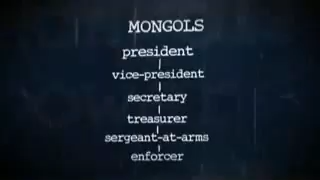 MONGOLS
president
vice-president
secretary
treasurer
sergeant-at-arms
enforcer